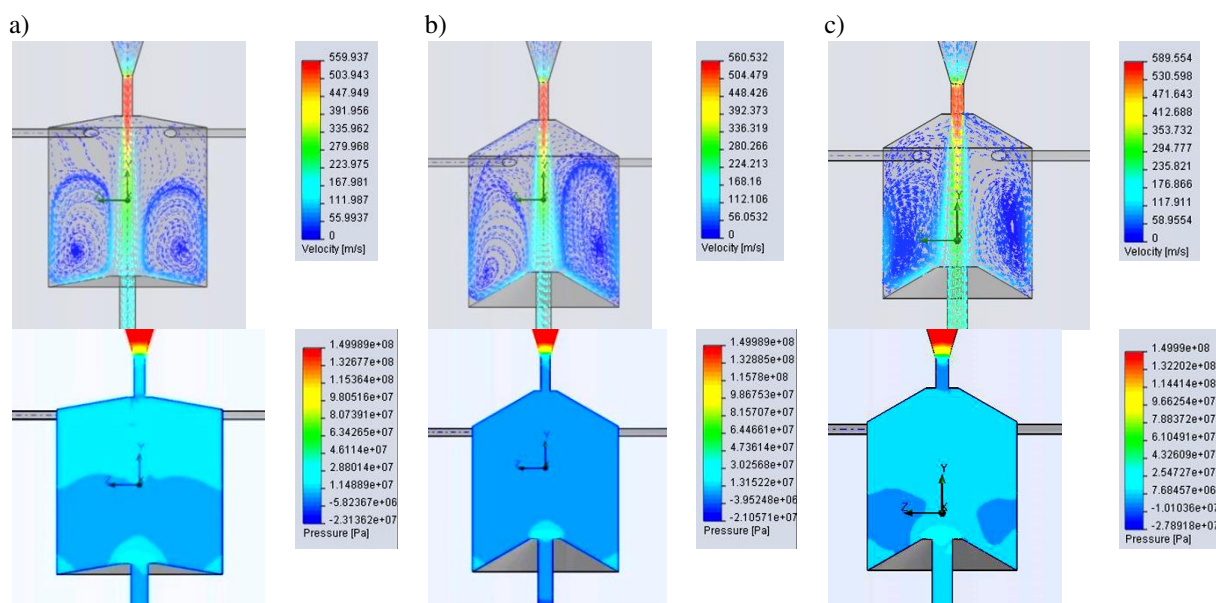 a)
559.937
503.943
447.949
391.956
335.962
279.968
223.975
167.981
111.987
55.9937
0
Velocity [m/s]
b)
560.532
504.479
448.426
392.373
336.319
280.266
224.213
168.16
112.106
56.0532
0
Velocity [m/s]
c)
589.554
530.598
471.643
412.688
353.732
294.777
235.821
176.866
117.911
58.9554
0
Velocity [m/s]
Y
1.49989e+08
1.32677e+08
1.15364e+08
9.80516e+07
8.07391e+07
6.34265e+07
4.6114e+07
2.88014e+07
1.14889e+07
-5.82367e+06
-2.31362e+07
Pressure [Pa]
Y
Z
X
1.49989e+08
1.32885e+08
1.1578e+08
9.86753e+07
8.15707e+07
6.44661e+07
4.73614e+07
3.02568e+07
1.31522e+07
-3.95248e+06
-2.10571e+07
Pressure [Pa]
Y
Z
X
1.4999e+08
1.32202e+08
1.14414e+08
9.66254e+07
7.88372e+07
6.10491e+07
4.32609e+07
2.54727e+07
7.68457e+06
-1.01036e+07
-2.78918e+07
Pressure [Pa]
Y
Z
X